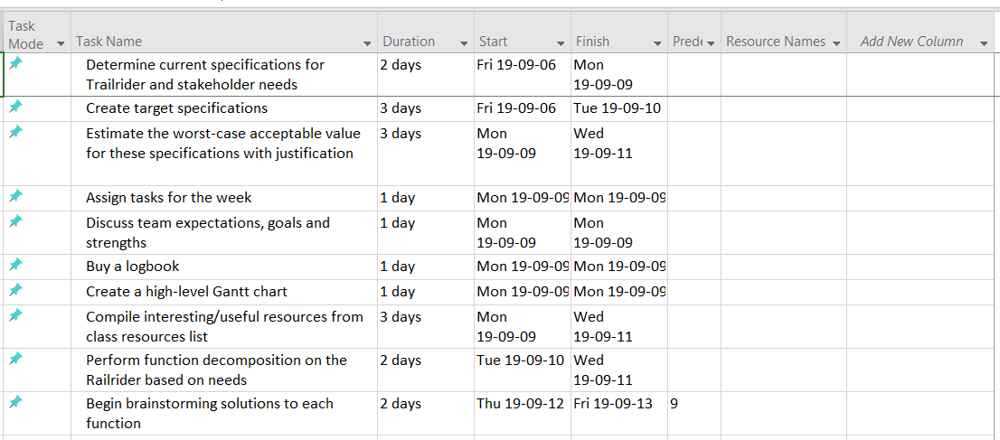 Task Mode Task Name Duration Start Finish Prede Resource Names Add New Column
Determine current specifications for Trailrider and stakeholder needs 2 days Fri 19-09-06 Mon 19-09-09
Create target specifications 3 days Fri 19-09-06 Tue 19-09-10
Estimate the worst-case acceptable value for these specifications with justification 3 days Mon 19-09-09 Wed 19-09-11
Assign tasks for the week 1 day Mon 19-09-09 Mon 19-09-09
Discuss team expectations, goals and strengths 1 day Mon 19-09-09 Mon 19-09-09
Buy a logbook 1 day Mon 19-09-09 Mon 19-09-09
Create a high-level Gantt chart 1 day Mon 19-09-09 Mon 19-09-09
Compile interesting/useful resources from class resources list 3 days Mon 19-09-09 Wed 19-09-11
Perform function decomposition on the Railrider based on needs 2 days Tue 19-09-10 Wed 19-09-11
Begin brainstorming solutions to each function 2 days Thu 19-09-12 Fri 19-09-13 9